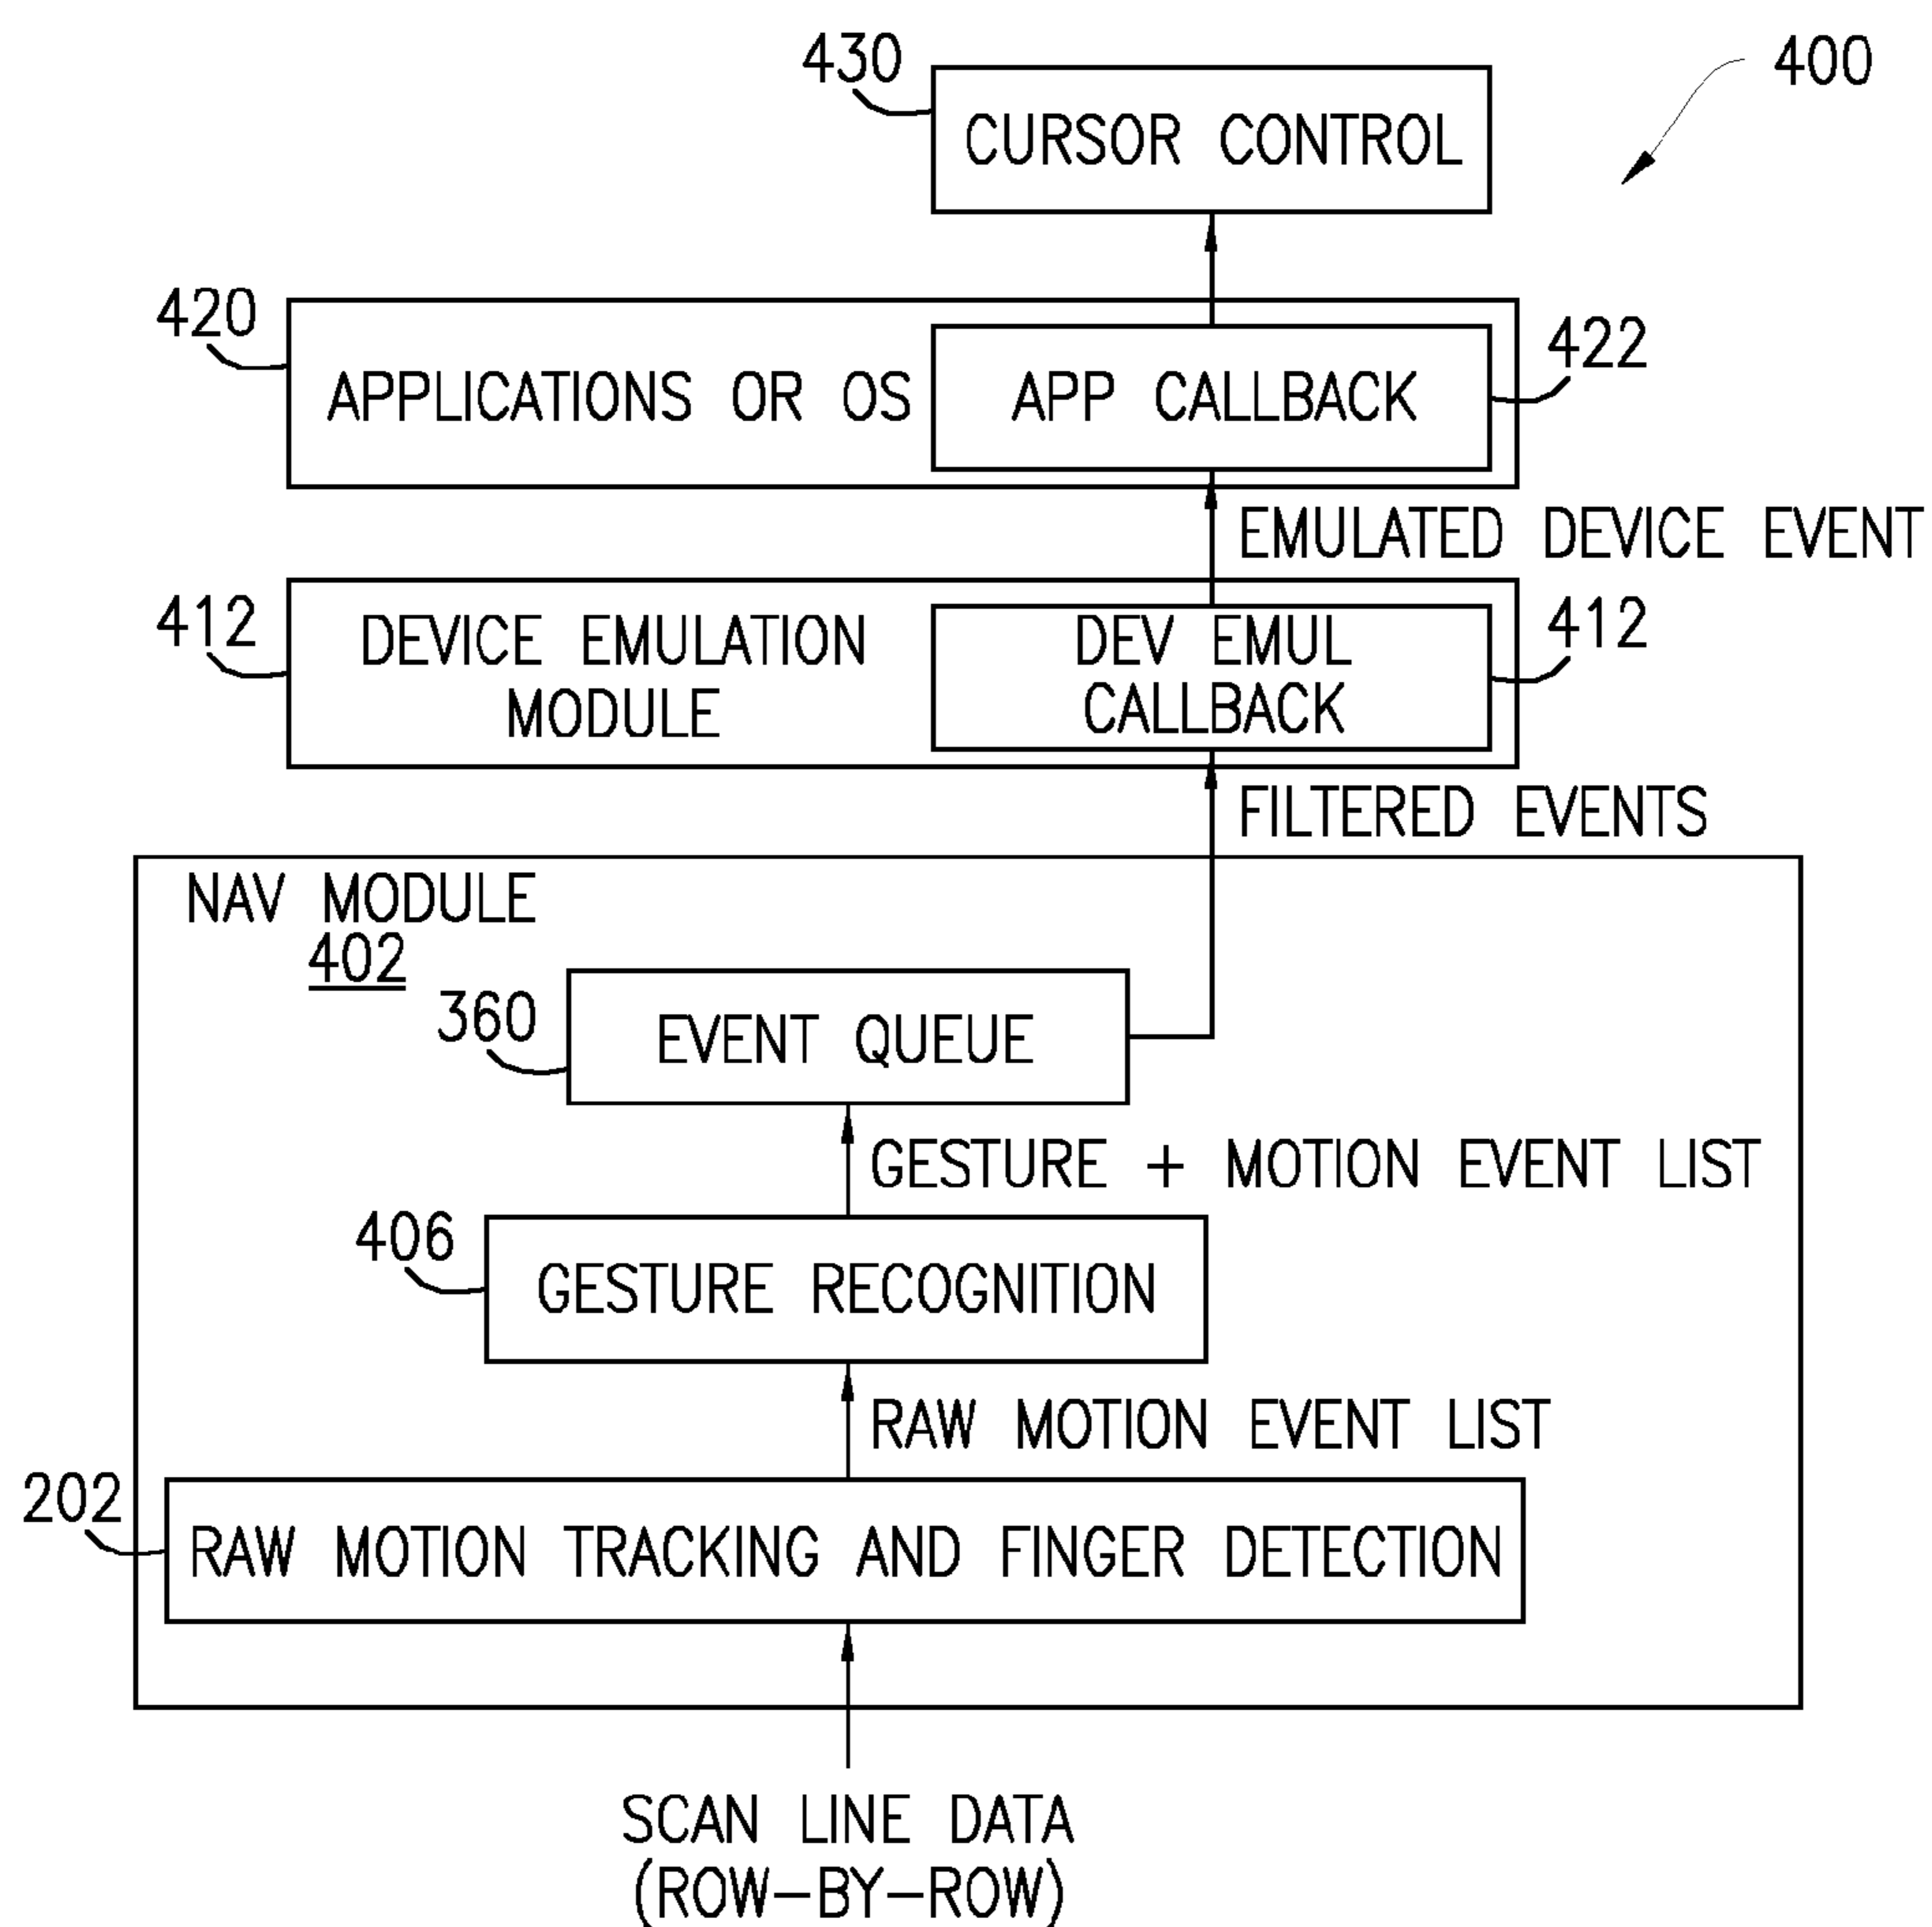 430
400
CURSOR CONTROL
420
422
APPLICATIONS OR OS
APP CALLBACK
EMULATED DEVICE EVENT
412
412
DEVICE EMULATION
MODULE
DEV EMUL
CALLBACK
FILTERED EVENTS
NAV MODULE
402
360
EVENT QUEUE
GESTURE + MOTION EVENT LIST
406
GESTURE RECOGNITION
RAW MOTION EVENT LIST
202
RAW MOTION TRACKING AND FINGER DETECTION
SCAN LINE DATA
(ROW-BY-ROW)